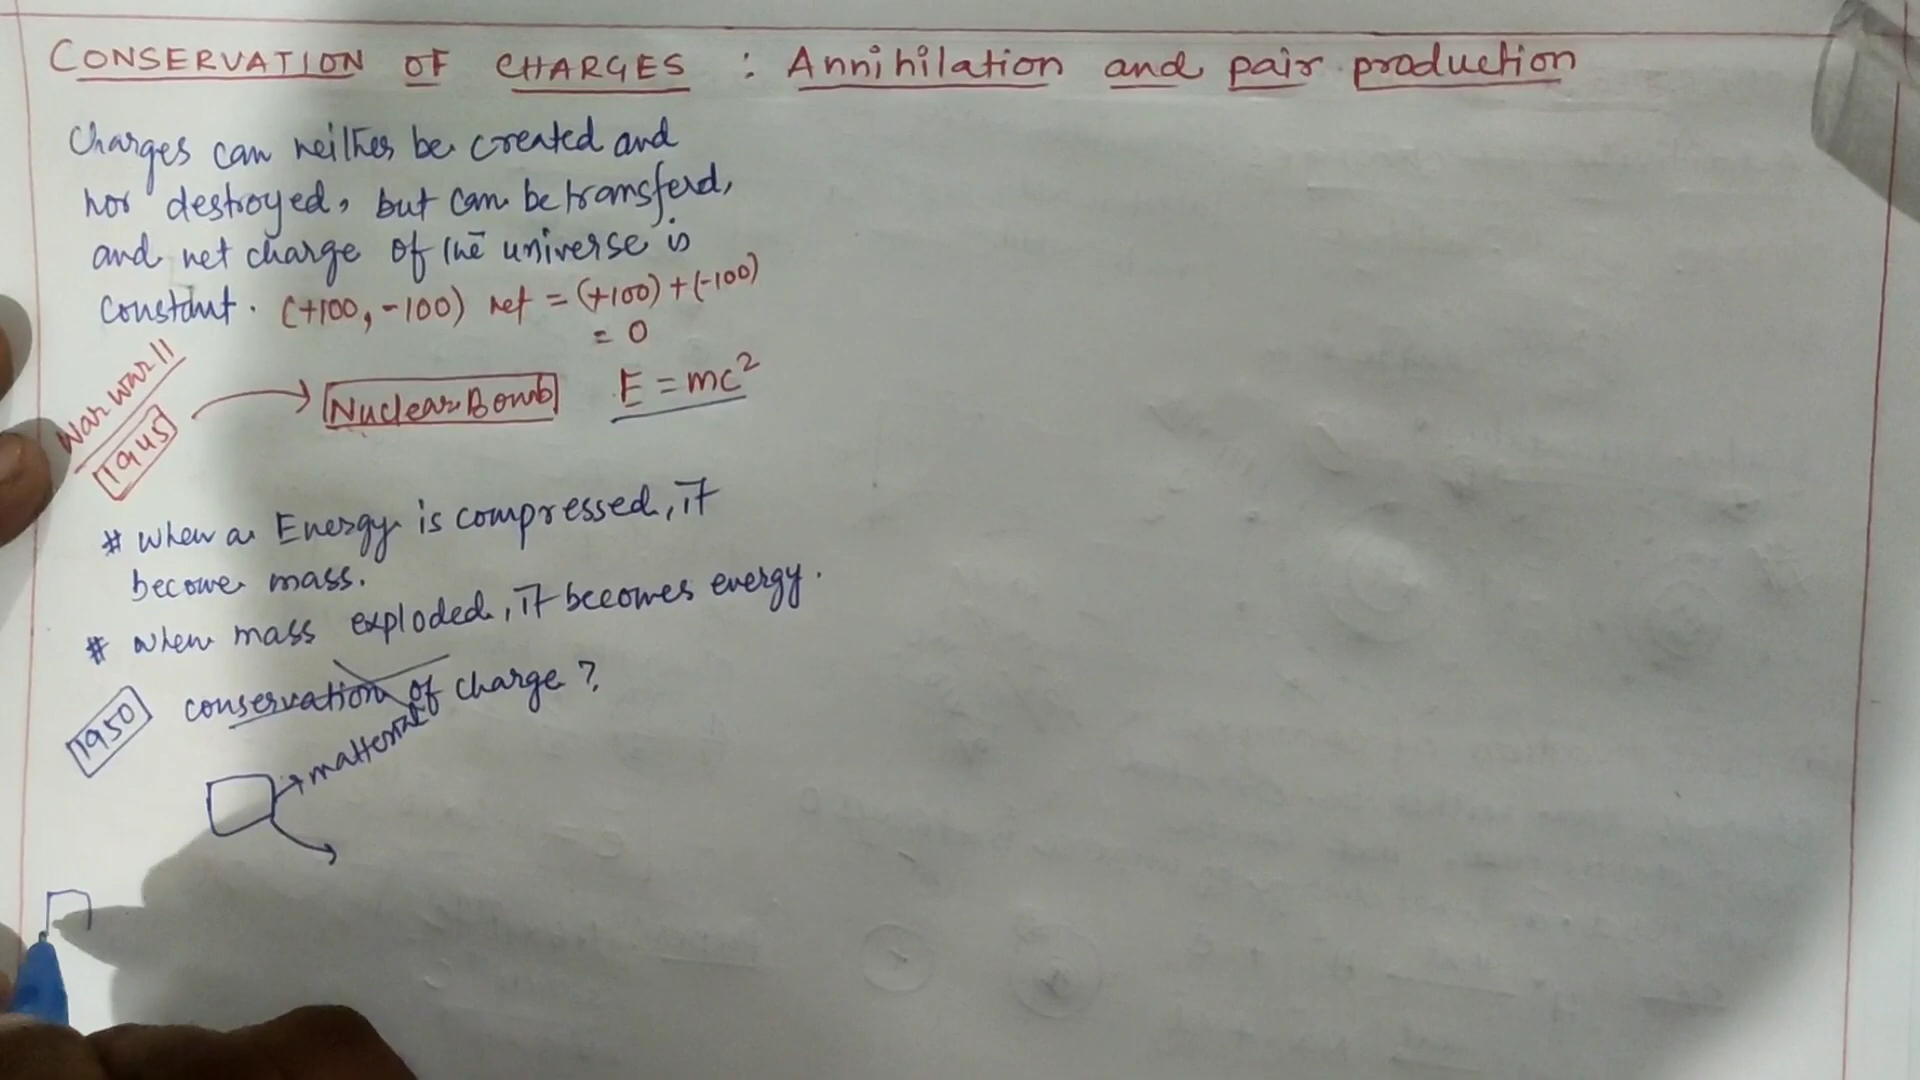 CONSERVATION OF CHARGES : Annihilation and pair production
Charges can neither be created and
nor destroyed, but can be transferd,
and net charge of the universe is
constant. (+100, -100) net = (+100) + (-100)
= 0
War War II
1945
Nuclear Bomb E = mc²
# when a Energy is compressed, it
become mass.
# when mass exploded, it becomes energy.
1950 conservation of charge ?
matterial